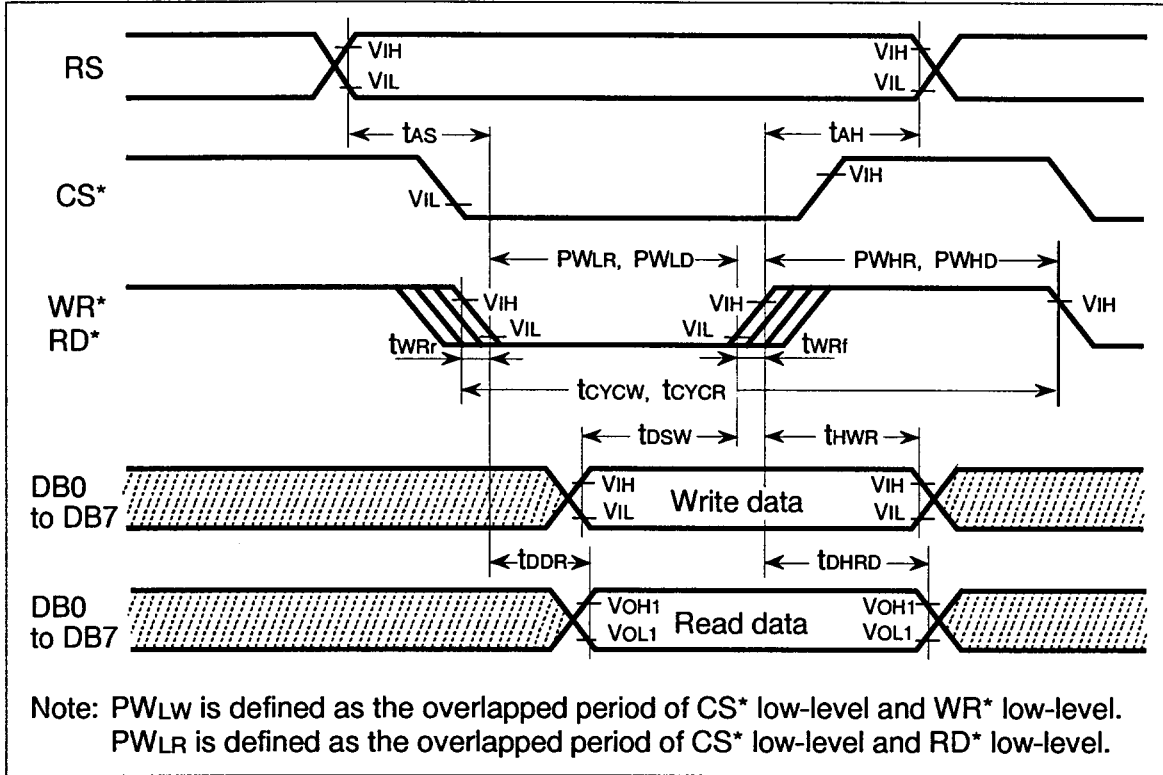 RS
VIH
VIL
VIH
VIL
tAS
tAH
CS*
VIL
VIH
PWLR, PWLD
PWHR, PWHD
WR*
RD*
VIH
VIL
VIL
VIH
VIH
tWRr
tWRf
tCYCW, tCYCR
tDSW
tHWR
DB0
to DB7
VIH
VIL
Write data
VIH
VIL
tDDR
tDHRD
DB0
to DB7
VOH1
VOL1
Read data
VOH1
VOL1
Note: PWLW is defined as the overlapped period of CS* low-level and WR* low-level.
PWLR is defined as the overlapped period of CS* low-level and RD* low-level.